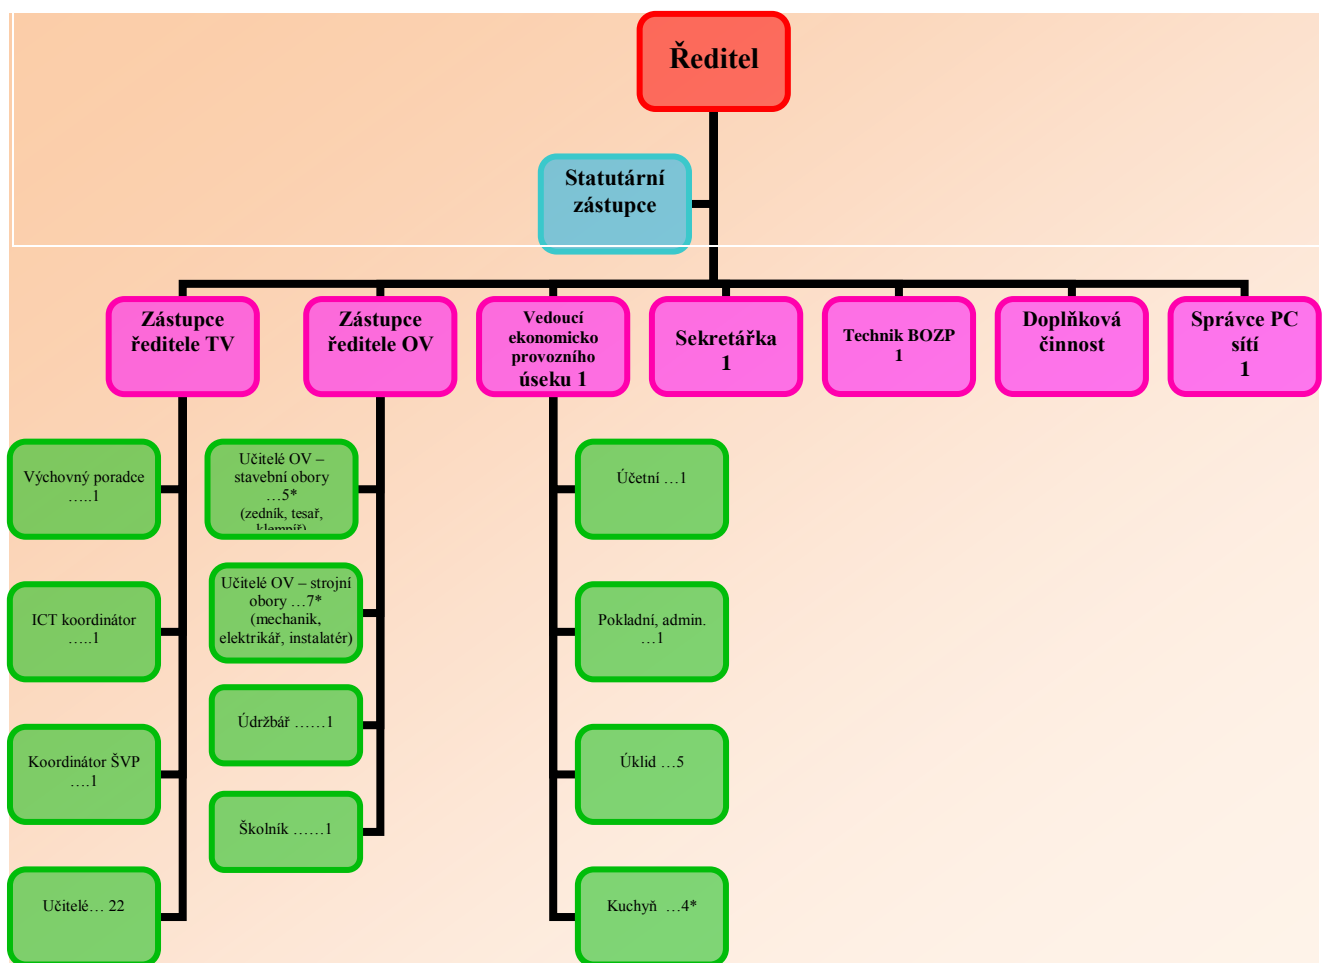 Ředitel
Statutární
zástupce
Zástupce
ředitele TV
Zástupce
ředitele OV
Vedoucí
ekonomicko
provozního
úseku 1
Sekretářka
1
Technik BOZP
1
Doplňková
činnost
Správce PC
sítí
1
Výchovný poradce
…..1
ICT koordinátor
…..1
Koordinátor ŠVP
….1
Učitelé… 22
Učitelé OV –
stavební obory
…5*
(zedník, tesař,
klempíř)
Učitelé OV – strojní
obory …7*
(mechanik,
elektrikář, instalatér)
Údržbář ……1
Školník ……1
Účetní …1
Pokladní, admin.
…1
Úklid …5
Kuchyň …4*